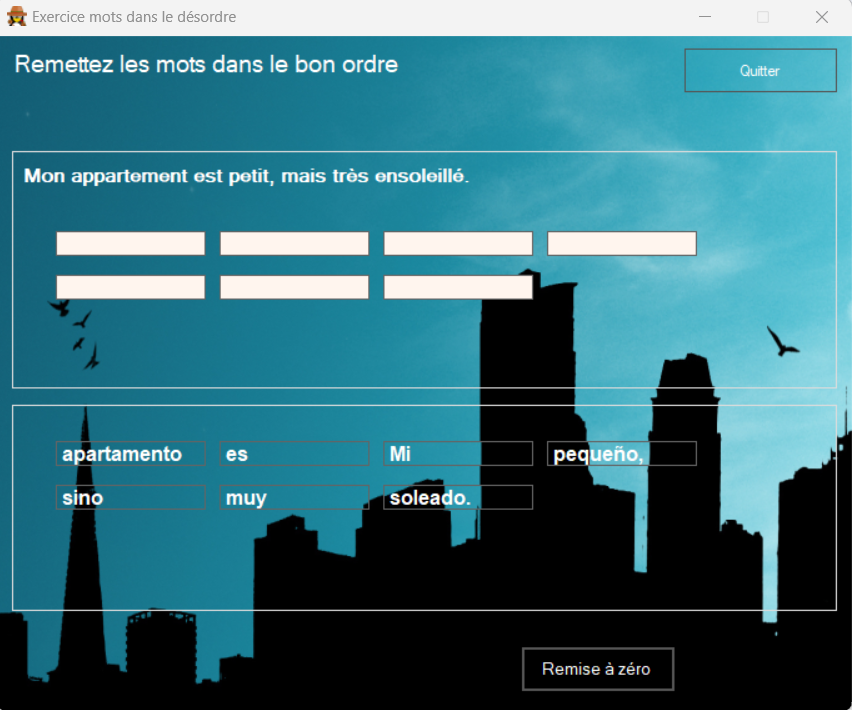 Exercice mots dans le désordre
Remettez les mots dans le bon ordre
Quitter
Mon appartement est petit, mais très ensoleillé.
apartamento es Mi pequeño,
sino muy soleado.
Remise à zéro